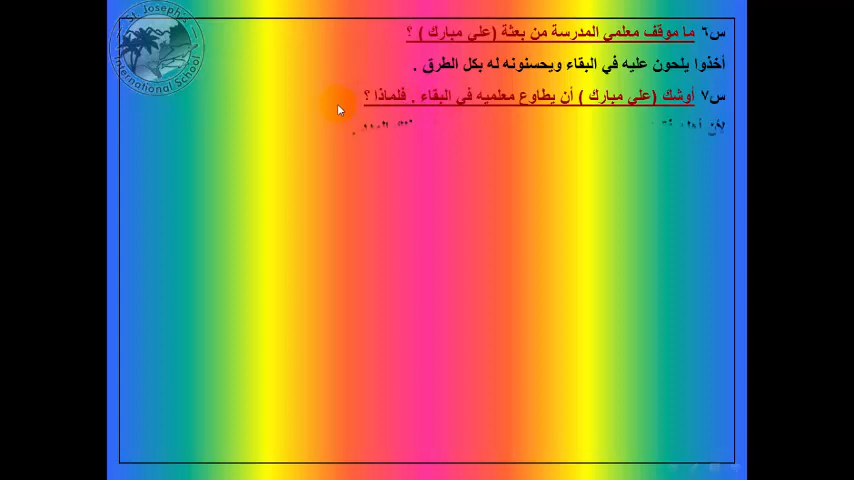 St. Joseph's
International School
س٦ ما موقف معلمي المدرسة من بعثة (علي مبارك ) ؟
أخذوا يلحون عليه في البقاء ويحسنونه له بكل الطرق .
س٧ أوشك (علي مبارك ) أن يطاوع معلميه في البقاء . فلماذا ؟
لأن